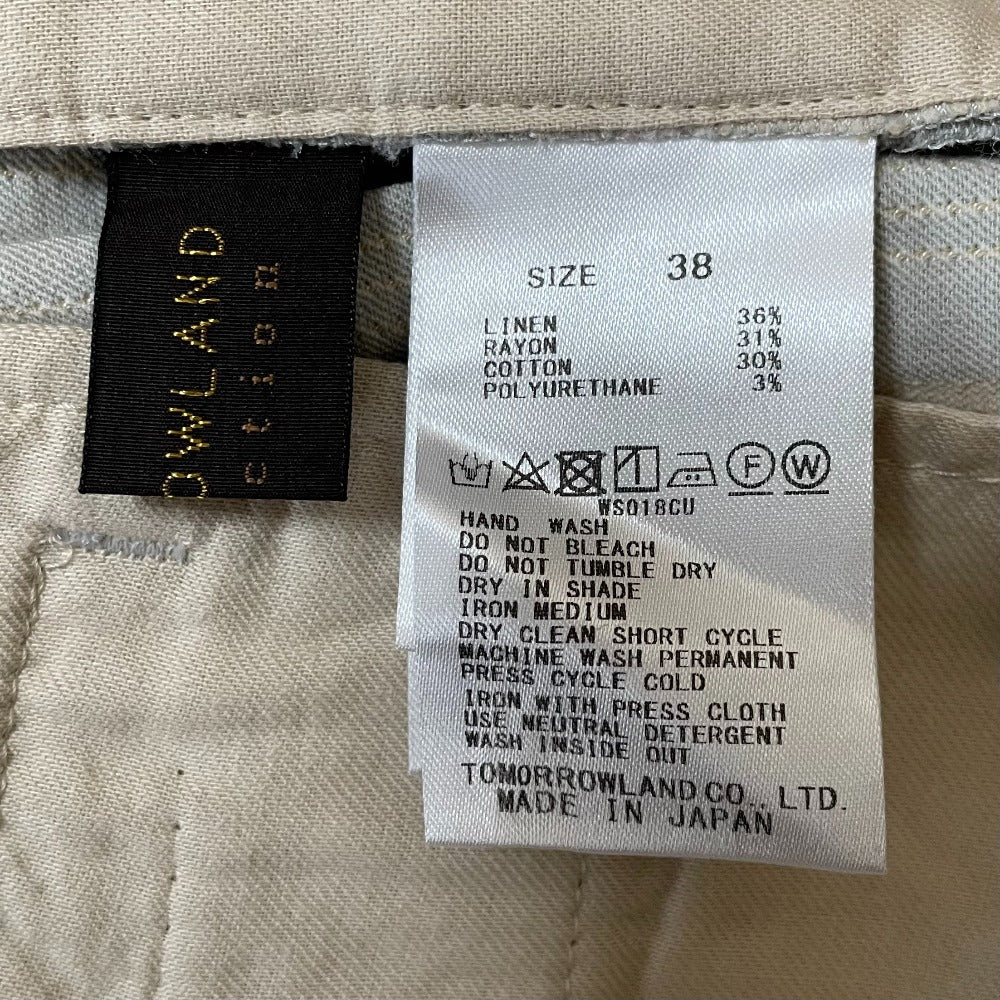 OWLAND
ction
SIZE 38
LINEN 36%
RAYON 31%
COTTON 30%
POLYURETHANE 3%
F W
WS018CU
HAND WASH
DO NOT BLEACH
DO NOT TUMBLE DRY
DRY IN SHADE
IRON MEDIUM
DRY CLEAN SHORT CYCLE
MACHINE WASH PERMANENT
PRESS CYCLE COLD
IRON WITH PRESS CLOTH
USE NEUTRAL DETERGENT
WASH INSIDE OUT
TOMORROWLAND CO., LTD.
MADE IN JAPAN